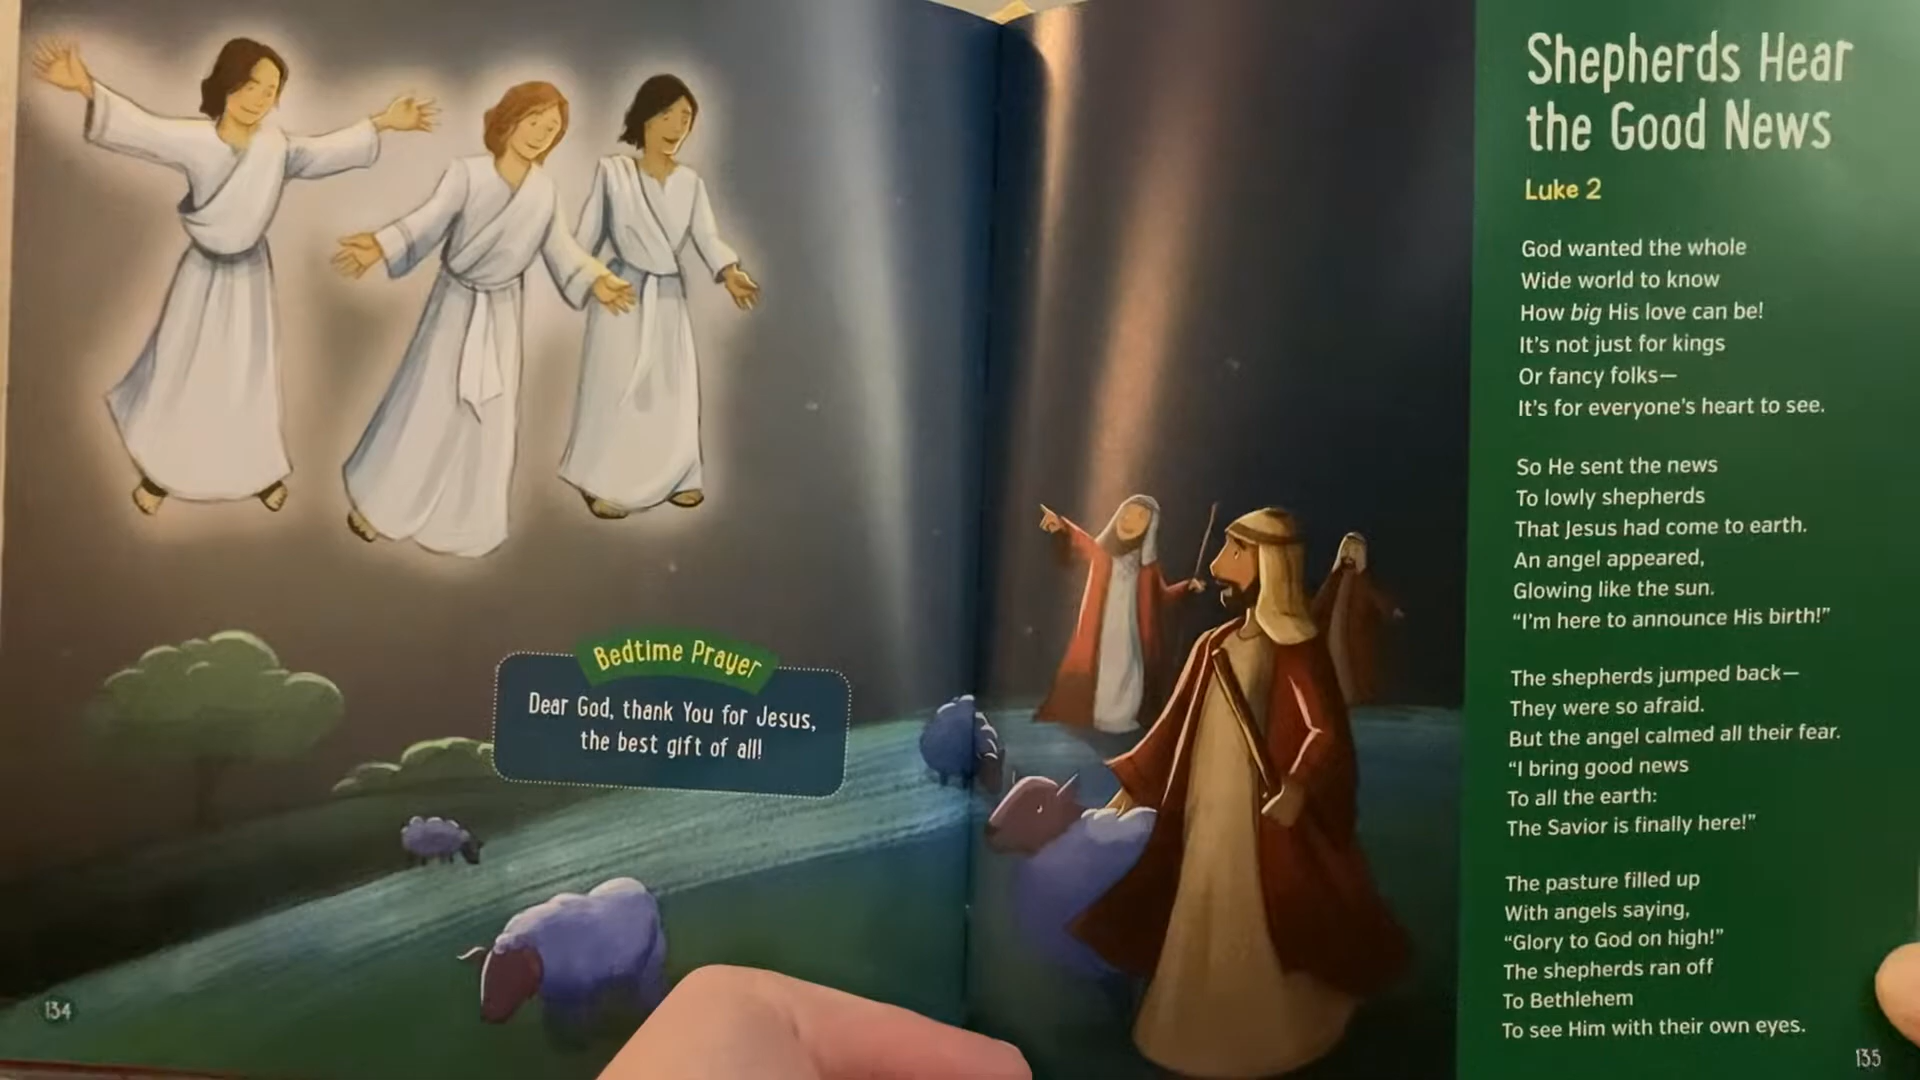 Bedtime Prayer
Dear God, thank You for Jesus,
the best gift of all!
134
Shepherds Hear
the Good News
Luke 2
God wanted the whole
Wide world to know
How big His love can be!
It's not just for kings
Or fancy folks—
It's for everyone's heart to see.
So He sent the news
To lowly shepherds
That Jesus had come to earth.
An angel appeared,
Glowing like the sun.
“I'm here to announce His birth!”
The shepherds jumped back—
They were so afraid.
But the angel calmed all their fear.
“I bring good news
To all the earth:
The Savior is finally here!”
The pasture filled up
With angels saying,
“Glory to God on high!”
The shepherds ran off
To Bethlehem
To see Him with their own eyes.
135